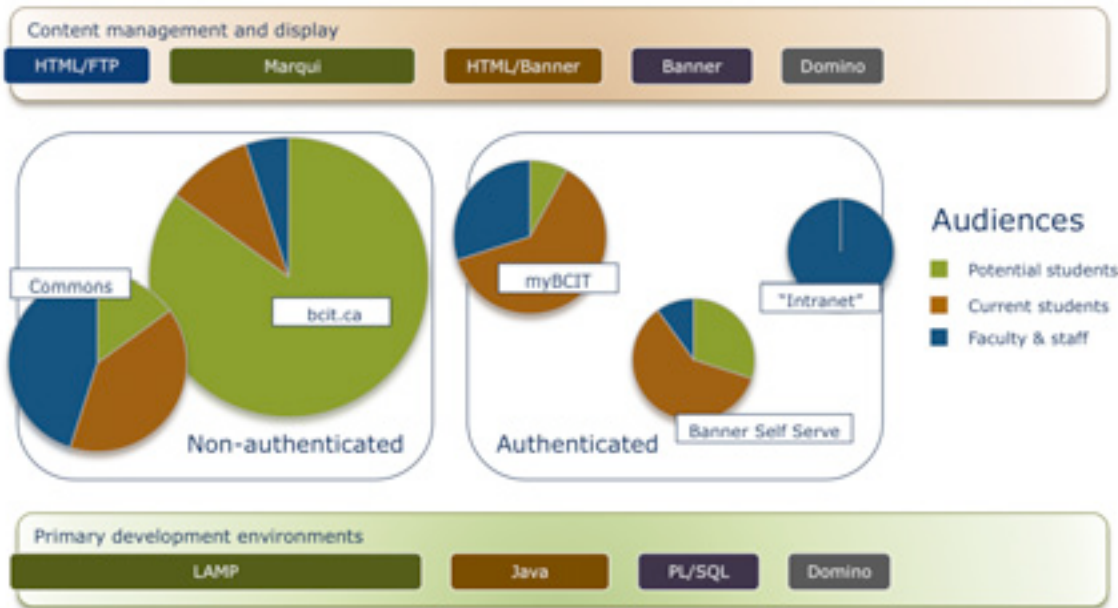 Content management and display
HTML/FTP
Marqui
HTML/Banner
Banner
Domino
Commons
bcit.ca
Non-authenticated
myBCIT
"Intranet"
Banner Self Serve
Authenticated
Audiences
Potential students
Current students
Faculty & staff
Primary development environments
LAMP
Java
PL/SQL
Domino